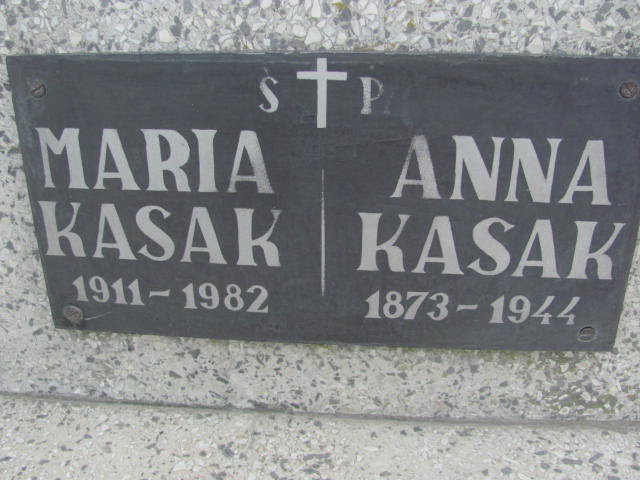 Ś P
MARIA
KASAK
1911-1982
ANNA
KASAK
1873-1944